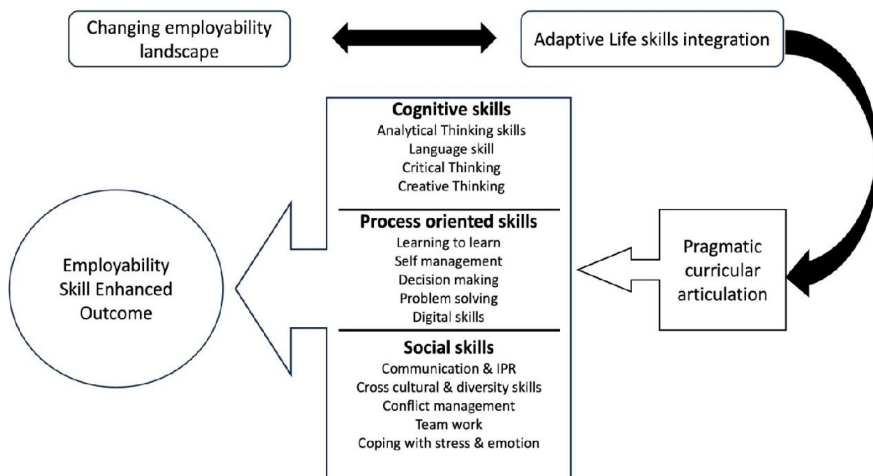 Changing employability
landscape
Adaptive Life skills integration
Cognitive skills
Analytical Thinking skills
Language skill
Critical Thinking
Creative Thinking
Process oriented skills
Learning to learn
Self management
Decision making
Problem solving
Digital skills
Social skills
Communication & IPR
Cross cultural & diversity skills
Conflict management
Team work
Coping with stress & emotion
Pragmatic
curricular
articulation
Employability
Skill Enhanced
Outcome